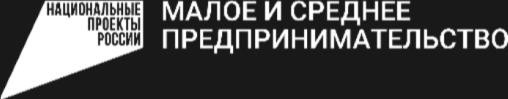 НАЦИОНАЛЬНЫЕ
ПРОЕКТЫ
РОССИИ
МАЛОЕ И СРЕДНЕЕ
ПРЕДПРИНИМАТЕЛЬСТВО